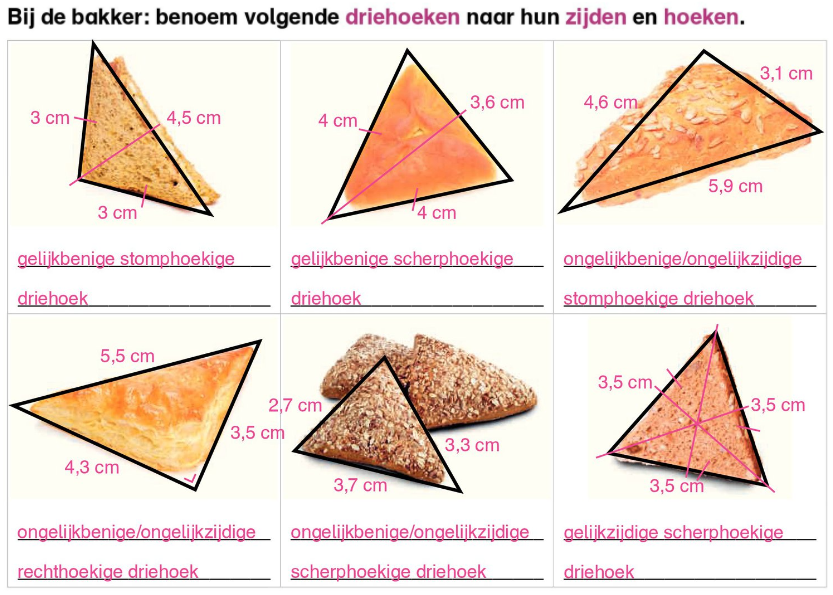 Bij de bakker: benoem volgende driehoeken naar hun zijden en hoeken.
3 cm
4,5 cm
3 cm
gelijkbenige stomphoekige
driehoek
4 cm
3,6 cm
4 cm
gelijkbenige scherphoekige
driehoek
4,6 cm
3,1 cm
5,9 cm
ongelijkbenige/ongelijkzijdige
stomphoekige driehoek
5,5 cm
3,5 cm
4,3 cm
ongelijkbenige/ongelijkzijdige
rechthoekige driehoek
2,7 cm
3,3 cm
3,7 cm
ongelijkbenige/ongelijkzijdige
scherphoekige driehoek
3,5 cm
3,5 cm
3,5 cm
gelijkzijdige scherphoekige
driehoek